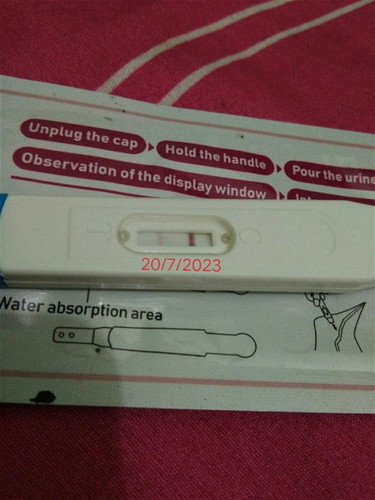 Unplug the cap
Hold the handle
Pour the urine
Observation of the display window
20/7/2023
Water absorption area